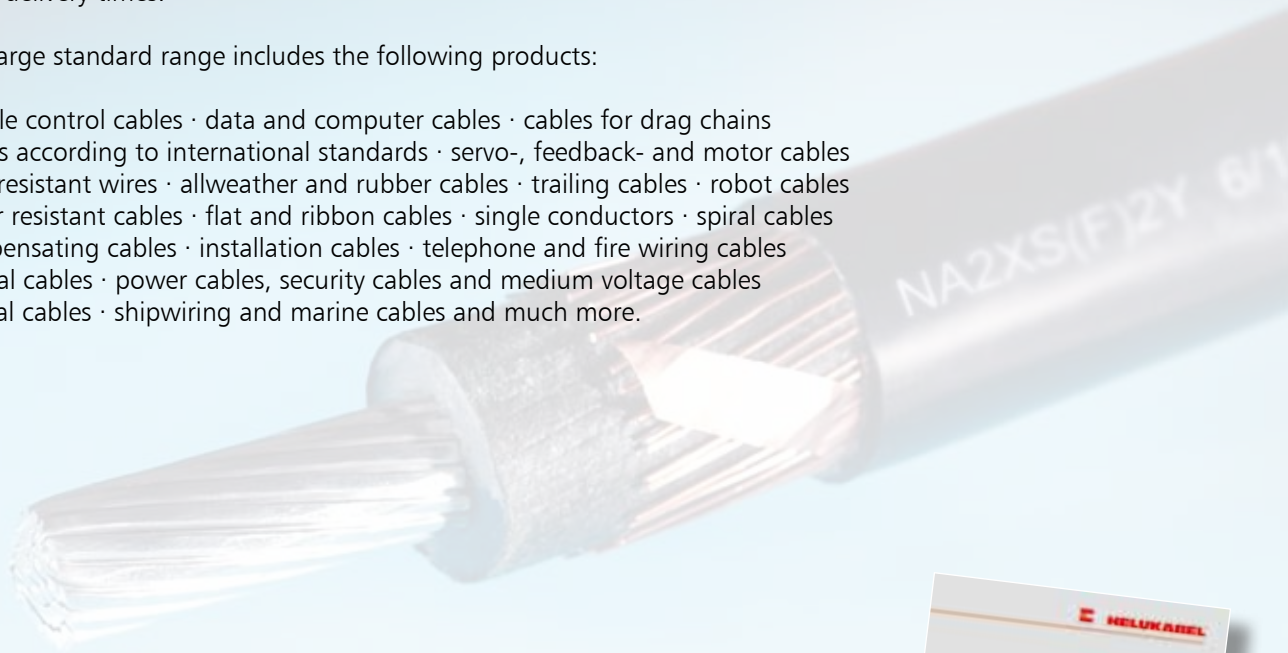 arge standard range includes the following products:
le control cables · data and computer cables · cables for drag chains
s according to international standards · servo-, feedback- and motor cables
resistant wires · allweather and rubber cables · trailing cables · robot cables
r resistant cables · flat and ribbon cables · single conductors · spiral cables
pensating cables · installation cables · telephone and fire wiring cables
al cables · power cables, security cables and medium voltage cables
al cables · shipwiring and marine cables and much more.
NA2XS(F)2Y 6/1
HELUKABEL